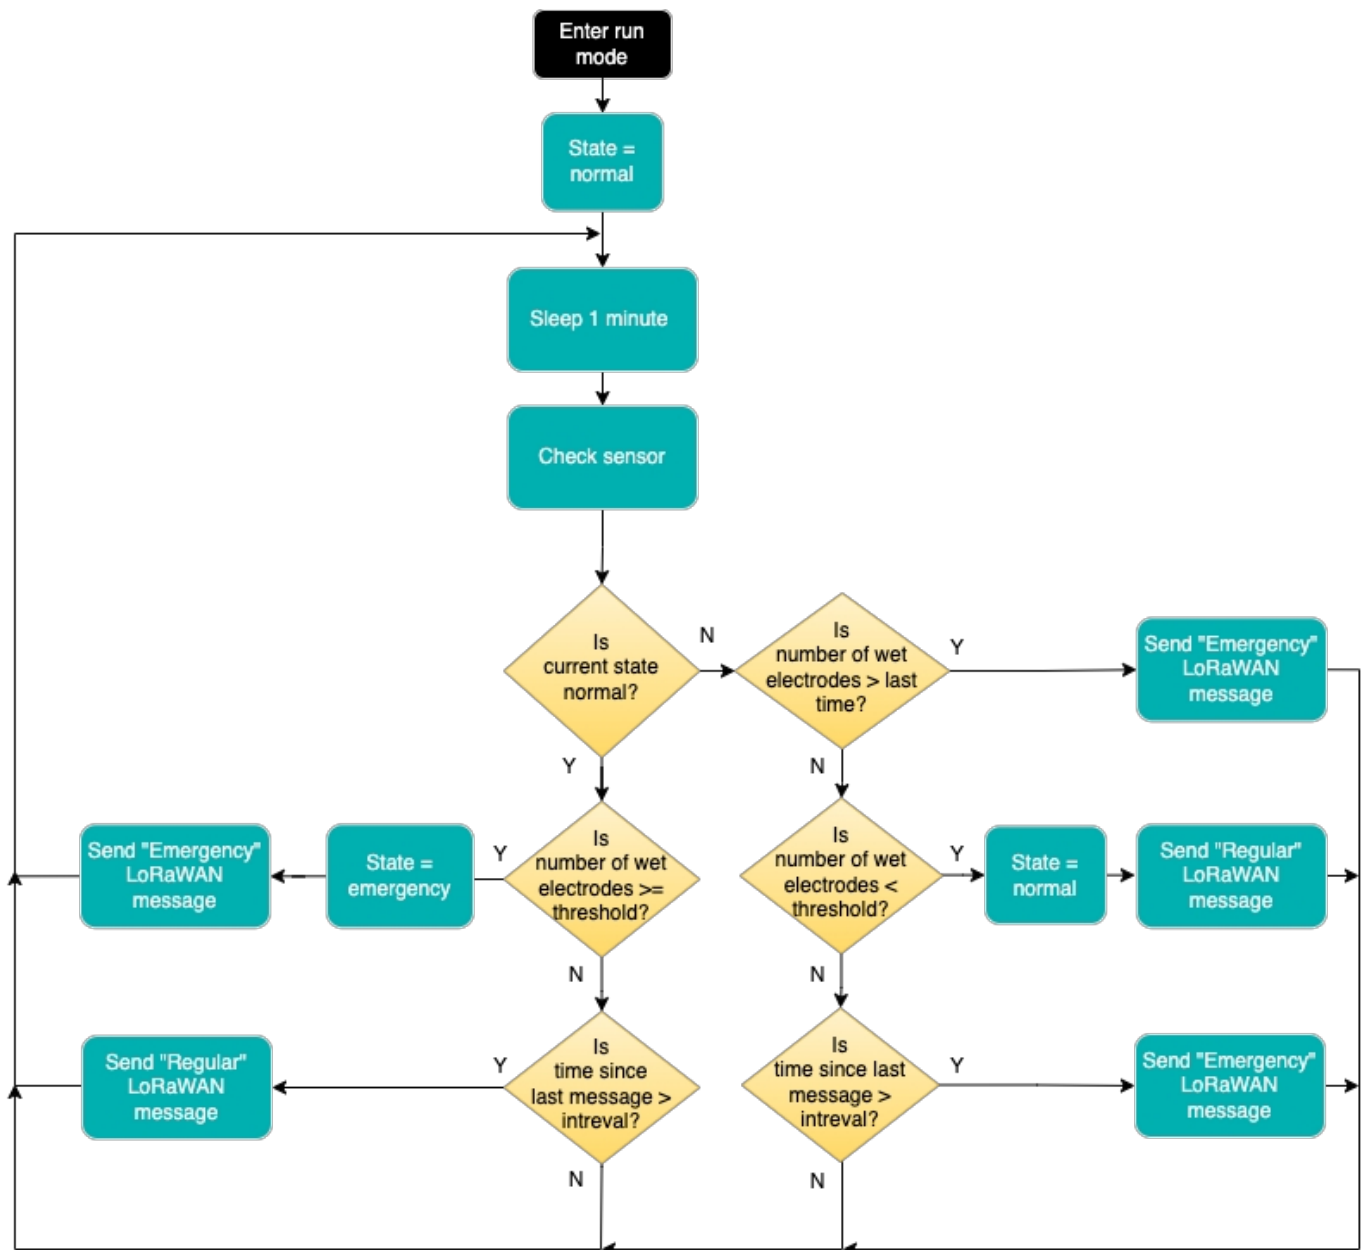 Enter run
mode
State =
normal
Sleep 1 minute
Check sensor
Is
current state
normal?
N
Is
number of wet
electrodes > last
time?
Y
Send "Emergency"
LoRaWAN
message
Y
N
Send "Emergency"
LoRaWAN
message
State =
emergency
Y
Is
number of wet
electrodes >=
threshold?
Is
number of wet
electrodes <
threshold?
Y
State =
normal
Send "Regular"
LoRaWAN
message
N
N
Send "Regular"
LoRaWAN
message
Y
Is
time since
last message >
intreval?
Is
time since last
message >
intreval?
Y
Send "Emergency"
LoRaWAN
message
N
N